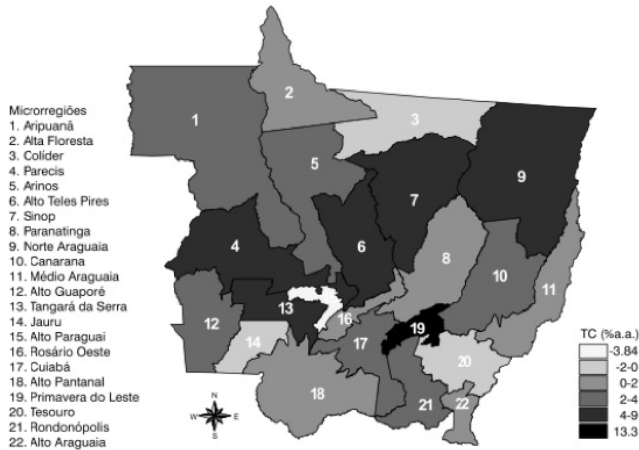 Microrregiões
1. Aripuanã
2. Alta Floresta
3. Colíder
4. Parecis
5. Arinos
6. Alto Teles Pires
7. Sinop
8. Paranatinga
9. Norte Araguaia
10. Canarana
11. Médio Araguaia
12. Alto Guaporé
13. Tangará da Serra
14. Jauru
15. Alto Paraguai
16. Rosário Oeste
17. Cuiabá
18. Alto Pantanal
19. Primavera do Leste
20. Tesouro
21. Rondonópolis
22. Alto Araguaia
2
1
3
5
9
7
4
6
8
10
11
13
12
16
19
14
17
20
18
21
22
N
W E
S
TC (%a.a.)
-3.84
-2-0
0-2
2-4
4-9
13.3